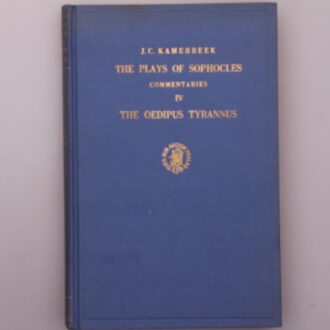 J.C. KAMERBEEK
THE PLAYS OF SOPHOCLES
COMMENTARIES
IV
THE OEDIPUS TYRANNUS